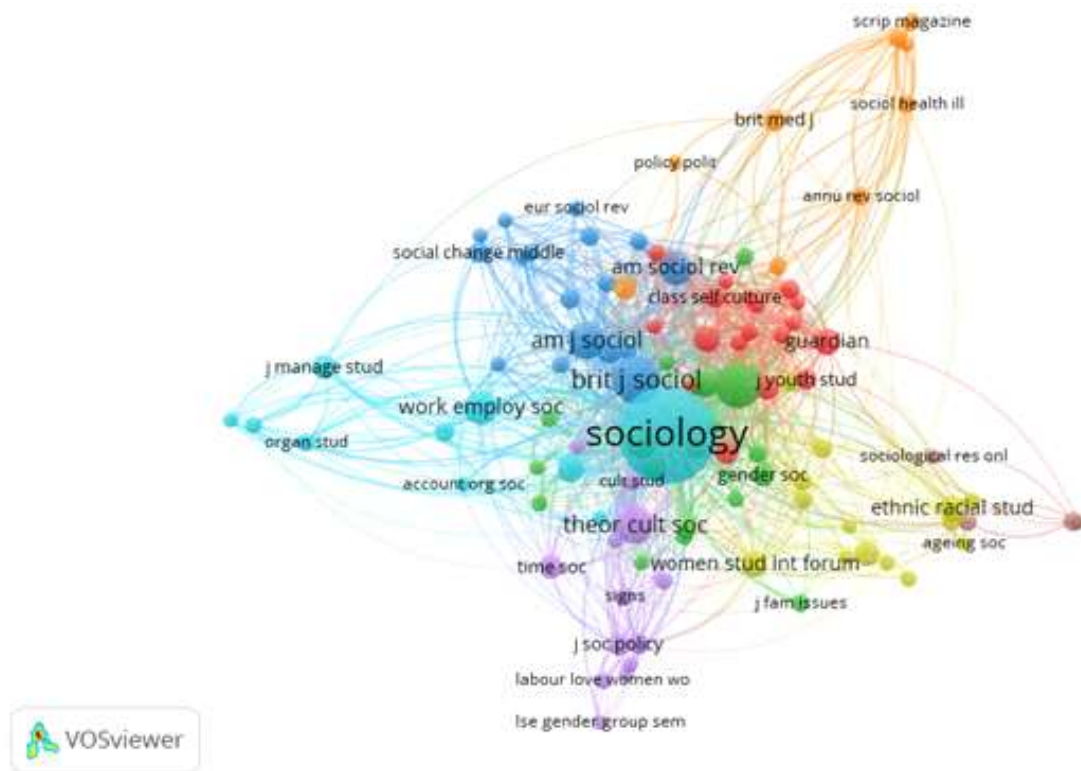 scrip magazine
sociol health ill
brit med j
policy polit
annu rev sociol
eur sociol rev
social change middle
am sociol rev
class self culture
am j sociol
guardian
j manage stud
brit j sociol
j youth stud
work employ soc
sociology
organ stud
sociological res onl
account org soc
cult stud
gender soc
ethnic racial stud
theor cult soc
ageing soc
time soc
women stud int forum
signs
j fam issues
j soc policy
labour love women wo
lse gender group sem
VOSviewer